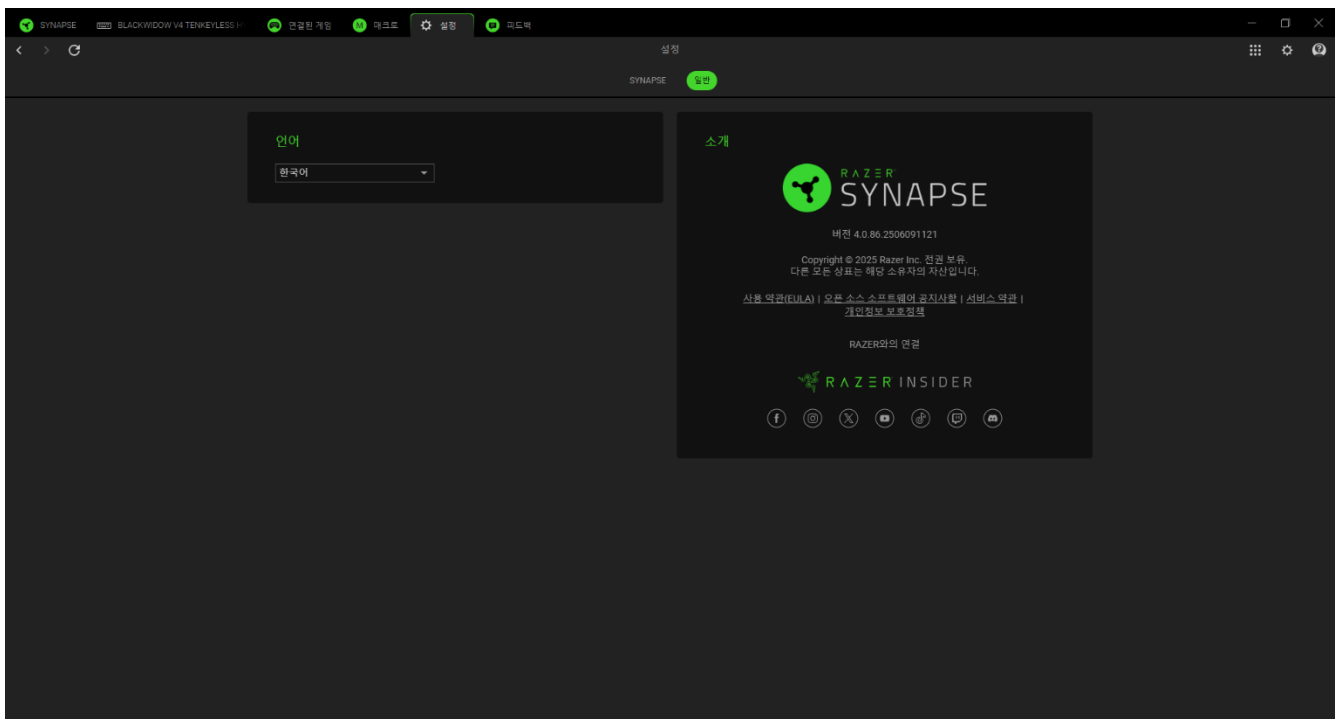 SYNAPSE
BLACKWIDOW V4 TENKEYLESS H
연결된 게임
매크로
설정
피드백
설정
SYNAPSE
일반
언어
한국어
소개
RAZER
SYNAPSE
버전 4.0.86.2506091121
Copyright © 2025 Razer Inc. 전권 보유.
다른 모든 상표는 해당 소유자의 자산입니다.
사용 약관(EULA) | 오픈 소스 소프트웨어 공지사항 | 서비스 약관 |
개인정보 보호정책
RAZER와의 연결
RAZER INSIDER